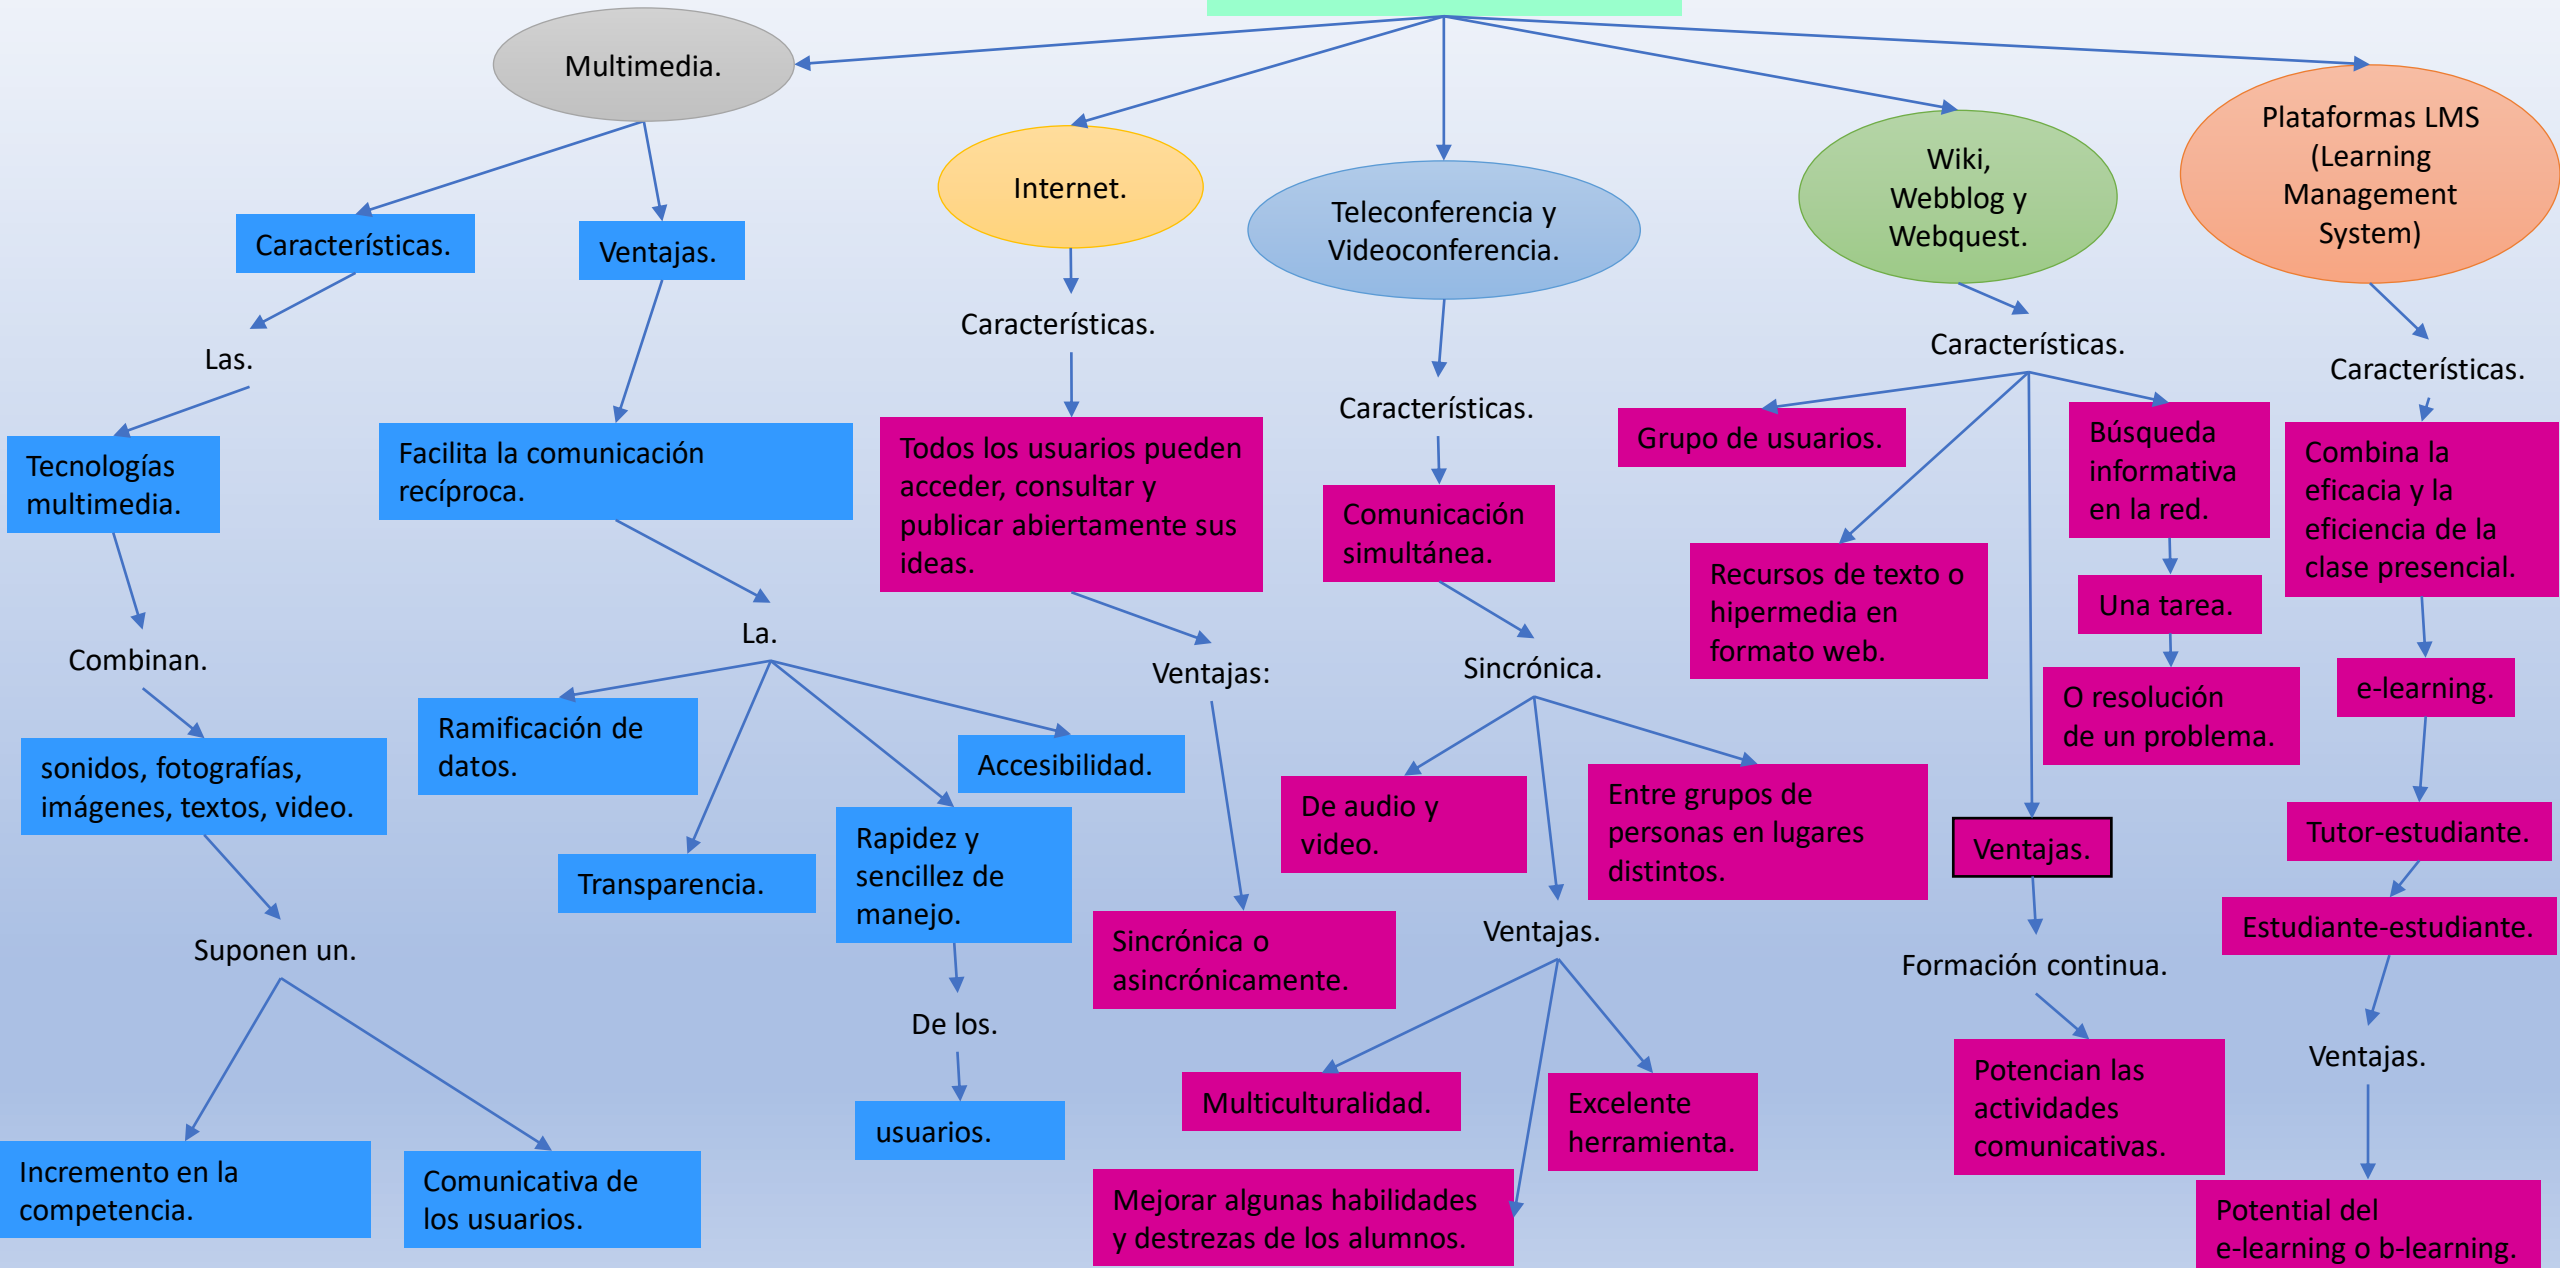 Multimedia.
Características.
Ventajas.
Las.
Tecnologías
multimedia.
Combinan.
sonidos, fotografías,
imágenes, textos, video.
Suponen un.
Incremento en la
competencia.
Comunicativa de
los usuarios.
Facilita la comunicación
recíproca.
La.
Ramificación de
datos.
Transparencia.
Rapidez y
sencillez de
manejo.
Accesibilidad.
De los.
usuarios.
Internet.
Características.
Todos los usuarios pueden
acceder, consultar y
publicar abiertamente sus
ideas.
Ventajas:
Sincrónica o
asincrónicamente.
Teleconferencia y
Videoconferencia.
Características.
Comunicación
simultánea.
Sincrónica.
De audio y
video.
Entre grupos de
personas en lugares
distintos.
Ventajas.
Multiculturalidad.
Mejorar algunas habilidades
y destrezas de los alumnos.
Excelente
herramienta.
Wiki,
Webblog y
Webquest.
Características.
Grupo de usuarios.
Recursos de texto o
hipermedia en
formato web.
Búsqueda
informativa
en la red.
Una tarea.
O resolución
de un problema.
Ventajas.
Formación continua.
Potencian las
actividades
comunicativas.
Plataformas LMS
(Learning
Management
System)
Características.
Combina la
eficacia y la
eficiencia de la
clase presencial.
e-learning.
Tutor-estudiante.
Estudiante-estudiante.
Ventajas.
Potential del
e-learning o b-learning.